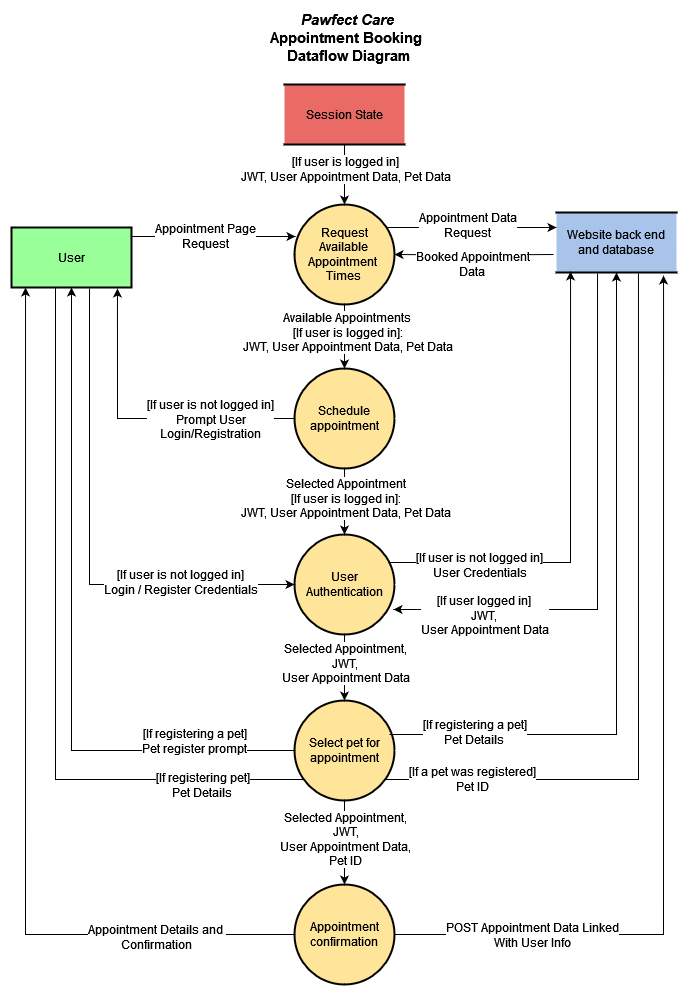 Pawfect Care
Appointment Booking
Dataflow Diagram
Session State
[If user is logged in]
JWT, User Appointment Data, Pet Data
User
Appointment Page
Request
Request
Available
Appointment
Times
Appointment Data
Request
Booked Appointment
Data
Website back end
and database
Available Appointments
[If user is logged in]:
JWT, User Appointment Data, Pet Data
[If user is not logged in]
Prompt User
Login/Registration
Schedule
appointment
Selected Appointment
[If user is logged in]:
JWT, User Appointment Data, Pet Data
[If user is not logged in]
Login / Register Credentials
User
Authentication
[If user is not logged in]
User Credentials
[If user logged in]
JWT,
User Appointment Data
Selected Appointment,
JWT,
User Appointment Data
[If registering a pet]
Pet register prompt
[If registering pet]
Pet Details
Select pet for
appointment
[If registering a pet]
Pet Details
[If a pet was registered]
Pet ID
Selected Appointment,
JWT,
User Appointment Data,
Pet ID
Appointment Details and
Confirmation
Appointment
confirmation
POST Appointment Data Linked
With User Info